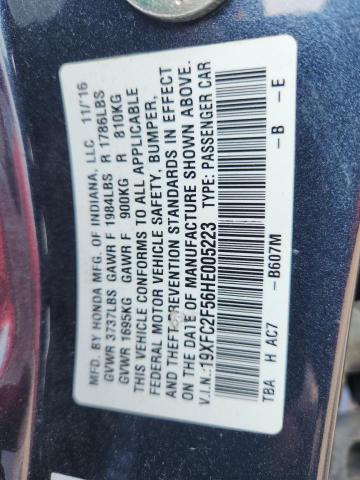 MFD. BY HONDA MFG. OF INDIANA, LLC 11/'16
GVWR 3737LBS GAWR F 1984LBS R 1786LBS
GVWR 1695KG GAWR F 900KG R 810KG
THIS VEHICLE CONFORMS TO ALL APPLICABLE
FEDERAL MOTOR VEHICLE SAFETY, BUMPER,
AND THEFT PREVENTION STANDARDS IN EFFECT
ON THE DATE OF MANUFACTURE SHOWN ABOVE.
V.I.N.:19XFC2F56HE005223 TYPE: PASSENGER CAR
TBA H AC7 -B607M -B -E